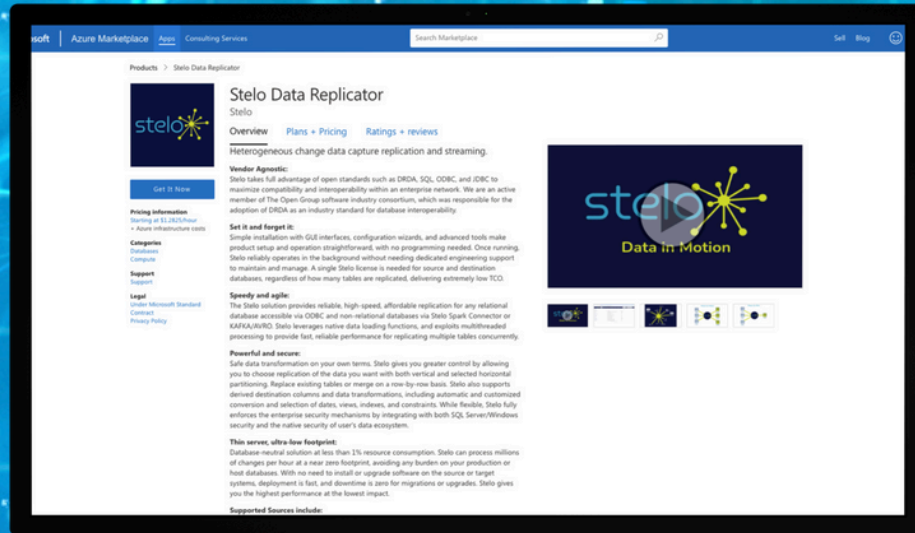 osoft Azure Marketplace Apps Consulting Services Search Marketplace Sell Blog
Products > Stelo Data Replicator
stelo
Stelo Data Replicator
Stelo
Overview Plans + Pricing Ratings + reviews
Heterogeneous change data capture replication and streaming.
Get It Now
Pricing information
Starting at $1.2825/hour
+ Azure infrastructure costs
Categories
Databases
Compute
Support
Support
Legal
Under Microsoft Standard
Contract
Privacy Policy
Vendor Agnostic:
Stelo takes full advantage of open standards such as DRDA, SQL, ODBC, and JDBC to
maximize compatibility and interoperability within an enterprise network. We are an active
member of The Open Group software industry consortium, which was responsible for the
adoption of DRDA as an industry standard for database interoperability.
Set it and forget it:
Simple installation with GUI interfaces, configuration wizards, and advanced tools make
product setup and operation straightforward, with no programming needed. Once running,
Stelo reliably operates in the background without needing dedicated engineering support
to maintain and manage. A single Stelo license is needed for source and destination
databases, regardless of how many tables are replicated, delivering extremely low TCO.
Speedy and agile:
The Stelo solution provides reliable, high-speed, affordable replication for any relational
database accessible via ODBC and non-relational databases via Stelo Spark Connector or
KAFKA/AVRO. Stelo leverages native data loading functions, and exploits multithreaded
processing to provide fast, reliable performance for replicating multiple tables concurrently.
Powerful and secure:
Safe data transformation on your own terms. Stelo gives you greater control by allowing
you to choose replication of the data you want with both vertical and selected horizontal
partitioning. Replace existing tables or merge on a row-by-row basis. Stelo also supports
derived destination columns and data transformations, including automatic and customized
conversion and selection of dates, views, indexes, and constraints. While flexible, Stelo fully
enforces the enterprise security mechanisms by integrating with both SQL Server/Windows
security and the native security of user's data ecosystem.
Thin server, ultra-low footprint:
Database-neutral solution at less than 1% resource consumption. Stelo can process millions
of changes per hour at a near zero footprint, avoiding any burden on your production or
host databases. With no need to install or upgrade software on the source or target
systems, deployment is fast, and downtime is zero for migrations or upgrades. Stelo gives
you the highest performance at the lowest impact.
Supported Sources include:
stelo
Data in Motion